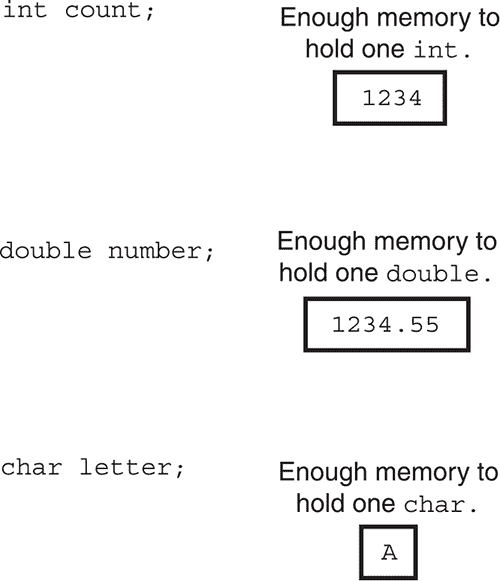 int count;
Enough memory to
hold one int.
1234
double number;
Enough memory to
hold one double.
1234.55
char letter;
Enough memory to
hold one char.
A